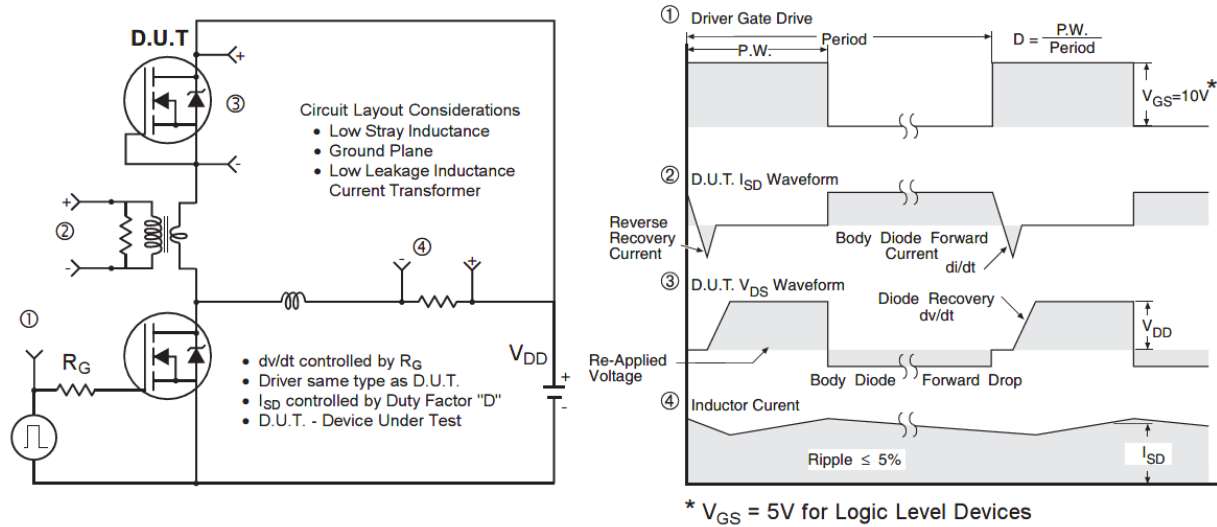 D.U.T
+
③
-
Circuit Layout Considerations
• Low Stray Inductance
• Ground Plane
• Low Leakage Inductance
Current Transformer
+
②
-
④
-
+
①
RG
VDD
+
-
• dv/dt controlled by RG
• Driver same type as D.U.T.
• ISD controlled by Duty Factor "D"
• D.U.T. - Device Under Test
① Driver Gate Drive
Period
P.W.
D = P.W.
Period
VGS=10V*
② D.U.T. ISD Waveform
Reverse
Recovery
Current
Body Diode Forward
Current
di/dt
③ D.U.T. VDS Waveform
Diode Recovery
dv/dt
VDD
Re-Applied
Voltage
Body Diode Forward Drop
④ Inductor Curent
Ripple ≤ 5%
ISD
* VGS = 5V for Logic Level Devices